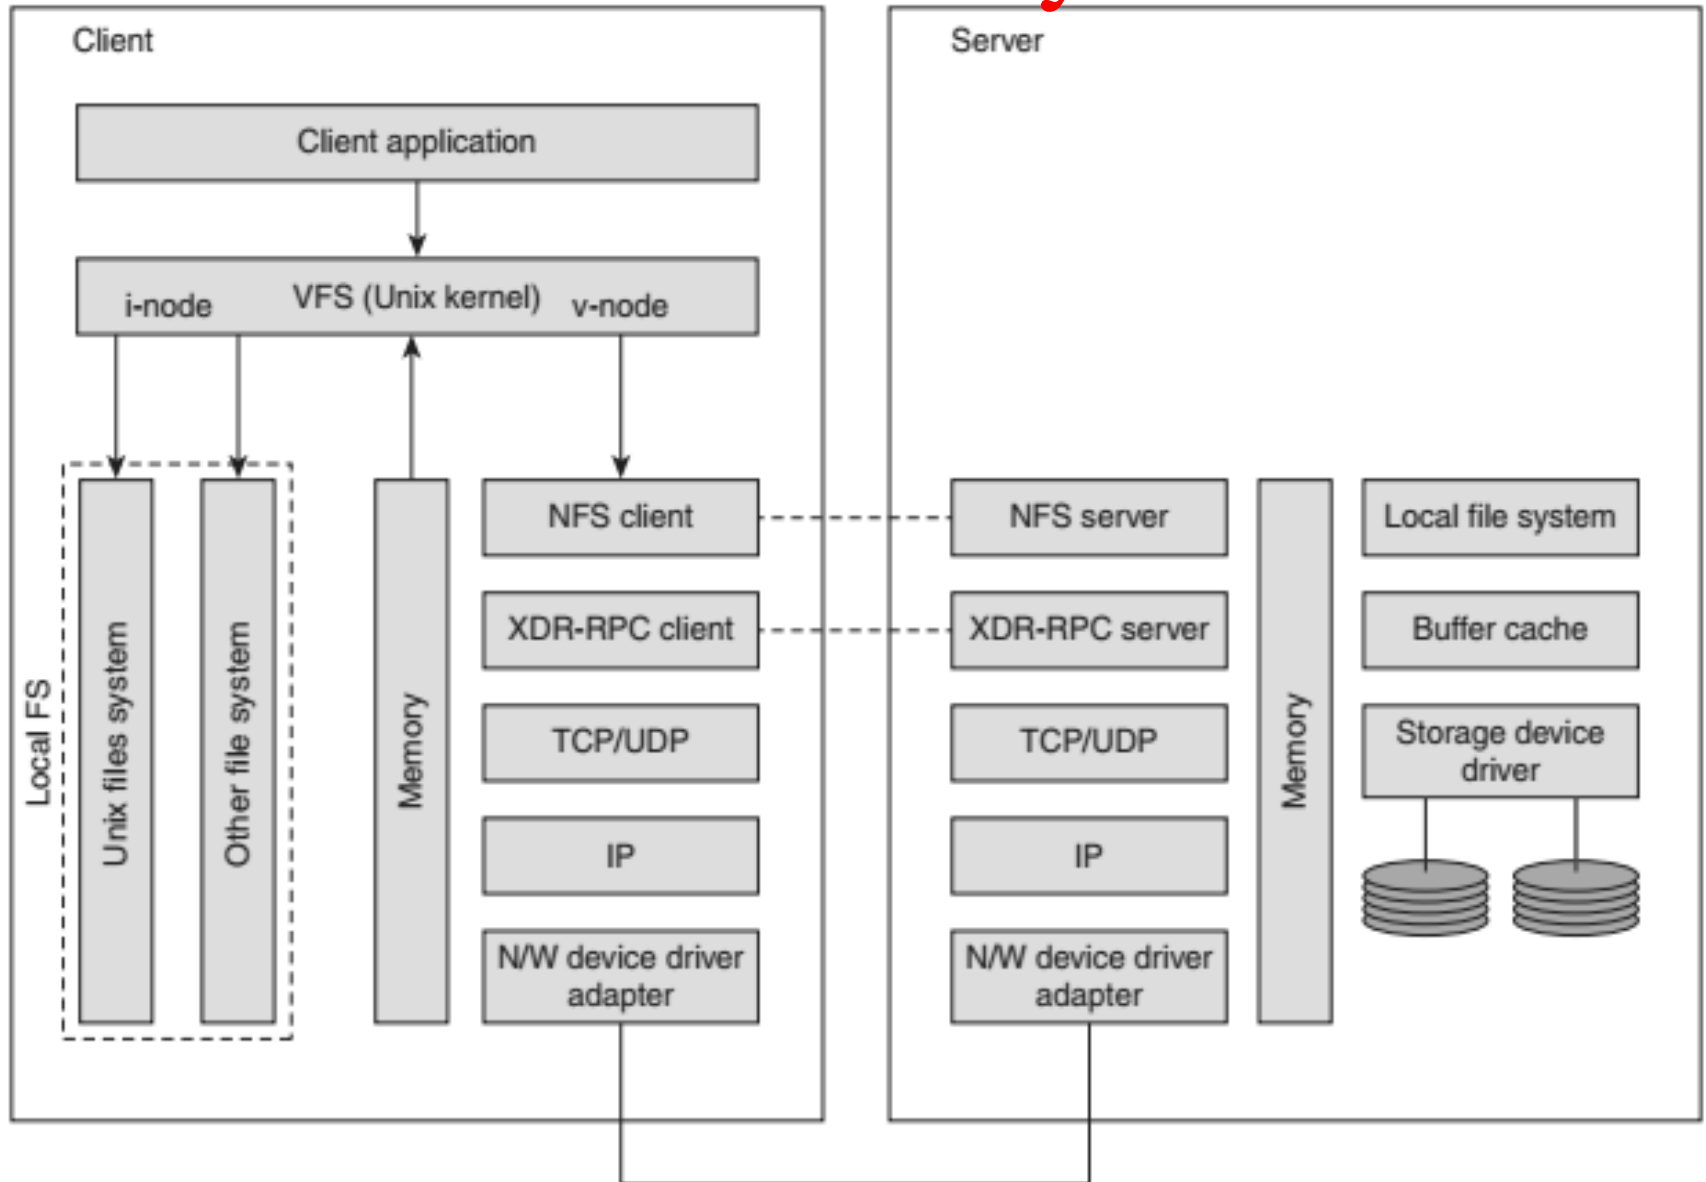 Client
Client application
i-node
VFS (Unix kernel)
v-node
Local FS
Unix files system
Other file system
Memory
NFS client
XDR-RPC client
TCP/UDP
IP
N/W device driver
adapter
Server
NFS server
XDR-RPC server
TCP/UDP
IP
N/W device driver
adapter
Memory
Local file system
Buffer cache
Storage device
driver